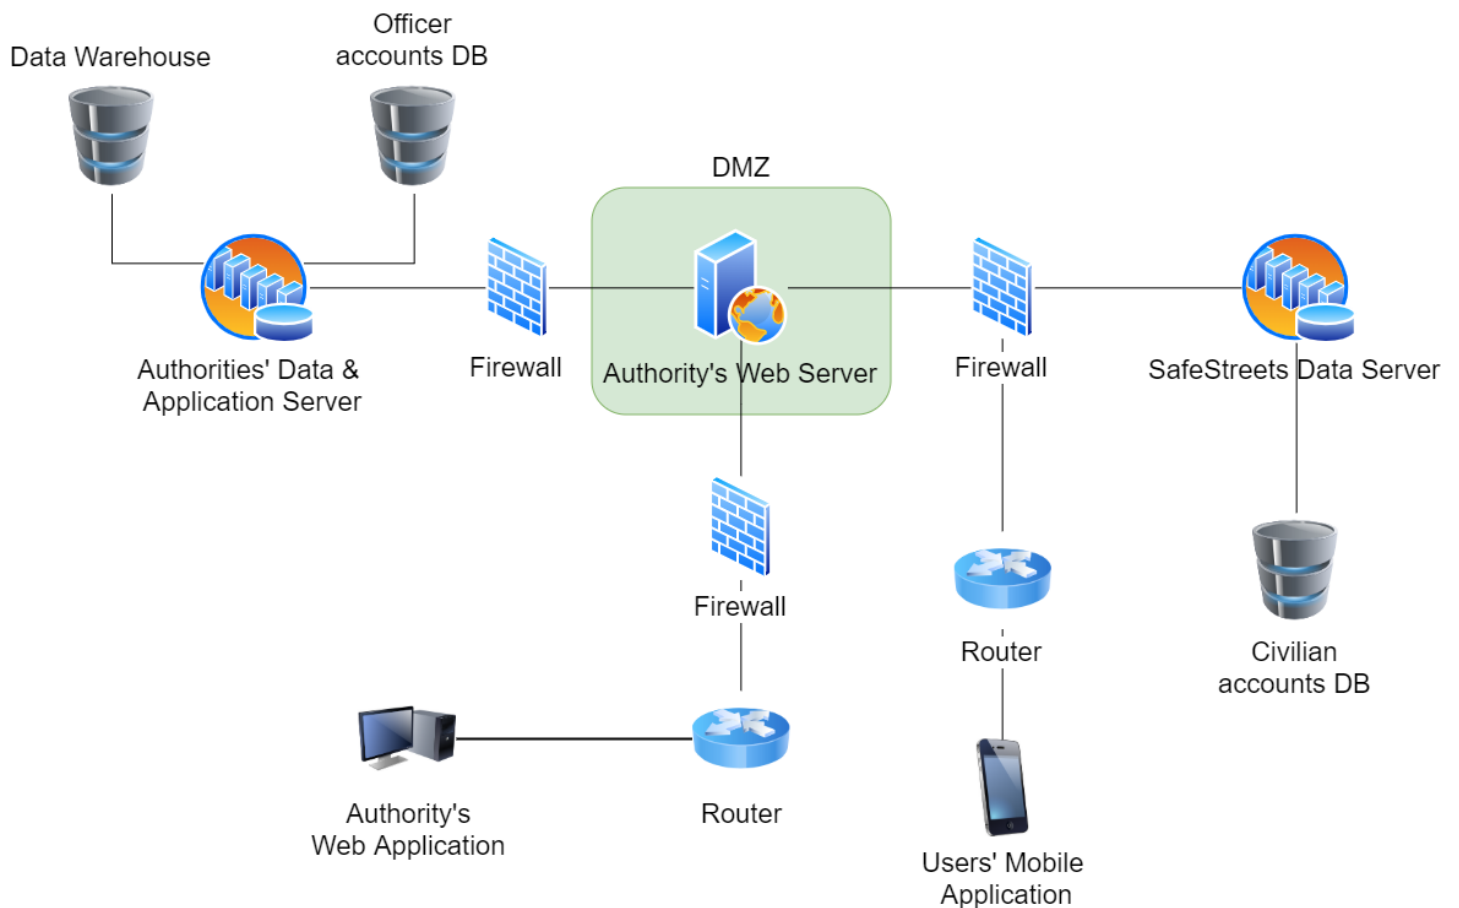 Officer
accounts DB
Data Warehouse
DMZ
Authorities' Data &
Application Server
Firewall
Authority's Web Server
Firewall
SafeStreets Data Server
Firewall
Router
Civilian
accounts DB
Authority's
Web Application
Router
Users' Mobile
Application